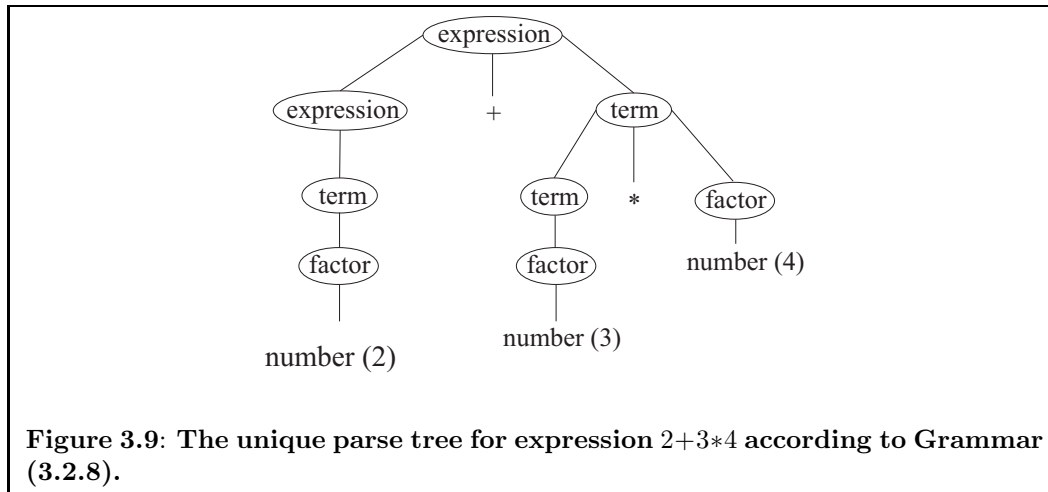 expression
expression + term
term term * factor
factor factor number (4)
number (2) number (3)
Figure 3.9: The unique parse tree for expression 2+3*4 according to Grammar
(3.2.8).